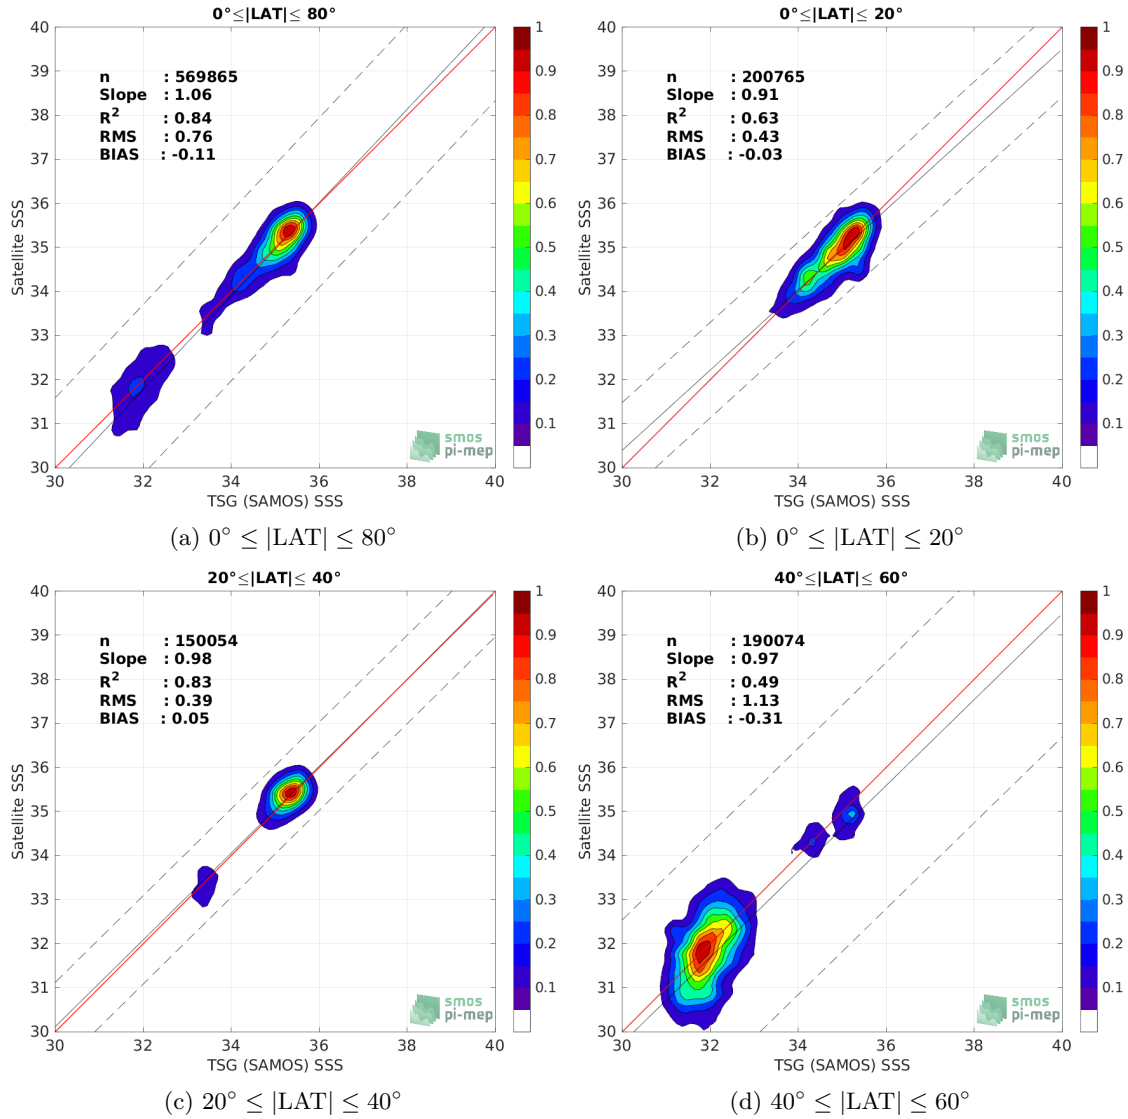 0°≤|LAT|≤ 80°
n : 569865
Slope : 1.06
R² : 0.84
RMS : 0.76
BIAS : -0.11
Satellite SSS
40
39
38
37
36
35
34
33
32
31
30
30 32 34 36 38 40
TSG (SAMOS) SSS
1
0.9
0.8
0.7
0.6
0.5
0.4
0.3
0.2
0.1
smos
pi-mep
(a) 0° ≤ |LAT| ≤ 80°
0°≤|LAT|≤ 20°
n : 200765
Slope : 0.91
R² : 0.63
RMS : 0.43
BIAS : -0.03
Satellite SSS
40
39
38
37
36
35
34
33
32
31
30
30 32 34 36 38 40
TSG (SAMOS) SSS
1
0.9
0.8
0.7
0.6
0.5
0.4
0.3
0.2
0.1
smos
pi-mep
(b) 0° ≤ |LAT| ≤ 20°
20°≤|LAT|≤ 40°
n : 150054
Slope : 0.98
R² : 0.83
RMS : 0.39
BIAS : 0.05
Satellite SSS
40
39
38
37
36
35
34
33
32
31
30
30 32 34 36 38 40
TSG (SAMOS) SSS
1
0.9
0.8
0.7
0.6
0.5
0.4
0.3
0.2
0.1
smos
pi-mep
(c) 20° ≤ |LAT| ≤ 40°
40°≤|LAT|≤ 60°
n : 190074
Slope : 0.97
R² : 0.49
RMS : 1.13
BIAS : -0.31
Satellite SSS
40
39
38
37
36
35
34
33
32
31
30
30 32 34 36 38 40
TSG (SAMOS) SSS
1
0.9
0.8
0.7
0.6
0.5
0.4
0.3
0.2
0.1
smos
pi-mep
(d) 40° ≤ |LAT| ≤ 60°